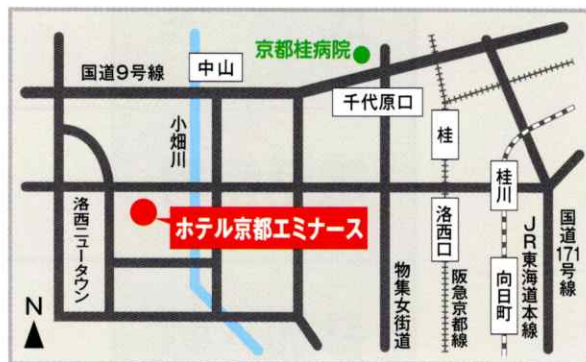 京都桂病院
中山
国道9号線
千代原口
小畑川
桂
桂川
洛西ニュータウン
ホテル京都エミナース
洛西口
国道171号線
物集女街道
阪急京都線
向日町
JR東海道本線
N